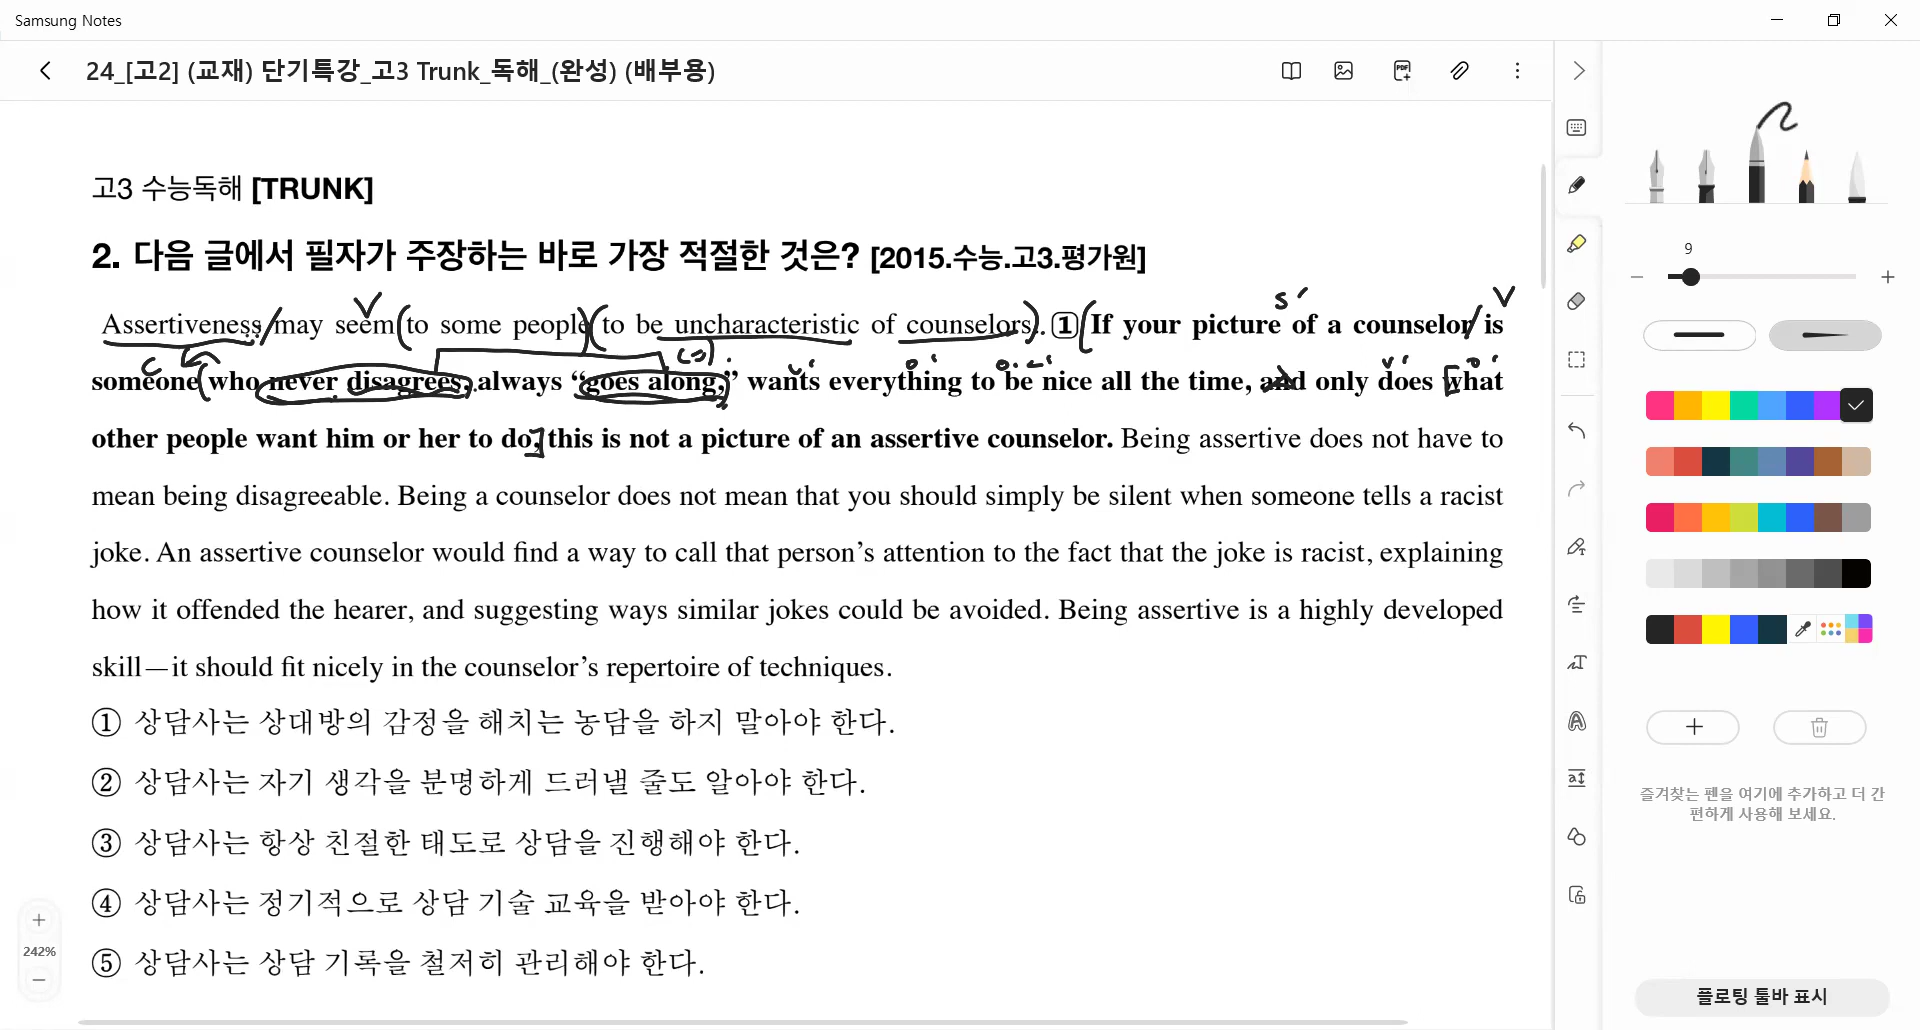 Samsung Notes
24_[고2] (교재) 단기특강_고3 Trunk_독해_(완성) (배부용)
고3 수능독해 [TRUNK]
2. 다음 글에서 필자가 주장하는 바로 가장 적절한 것은? [2015.수능.고3.평가원]
Assertiveness may seem to some people to be uncharacteristic of counselors. ① If your picture of a counselor is
someone who never disagrees, always “goes along,” wants everything to be nice all the time, and only does what
other people want him or her to do, this is not a picture of an assertive counselor. Being assertive does not have to
mean being disagreeable. Being a counselor does not mean that you should simply be silent when someone tells a racist
joke. An assertive counselor would find a way to call that person’s attention to the fact that the joke is racist, explaining
how it offended the hearer, and suggesting ways similar jokes could be avoided. Being assertive is a highly developed
skill—it should fit nicely in the counselor’s repertoire of techniques.
① 상담사는 상대방의 감정을 해치는 농담을 하지 말아야 한다.
② 상담사는 자기 생각을 분명하게 드러낼 줄도 알아야 한다.
③ 상담사는 항상 친절한 태도로 상담을 진행해야 한다.
④ 상담사는 정기적으로 상담 기술 교육을 받아야 한다.
⑤ 상담사는 상담 기록을 철저히 관리해야 한다.
242%
9
즐겨찾는 펜을 여기에 추가하고 더 간
편하게 사용해 보세요.
플로팅 툴바 표시